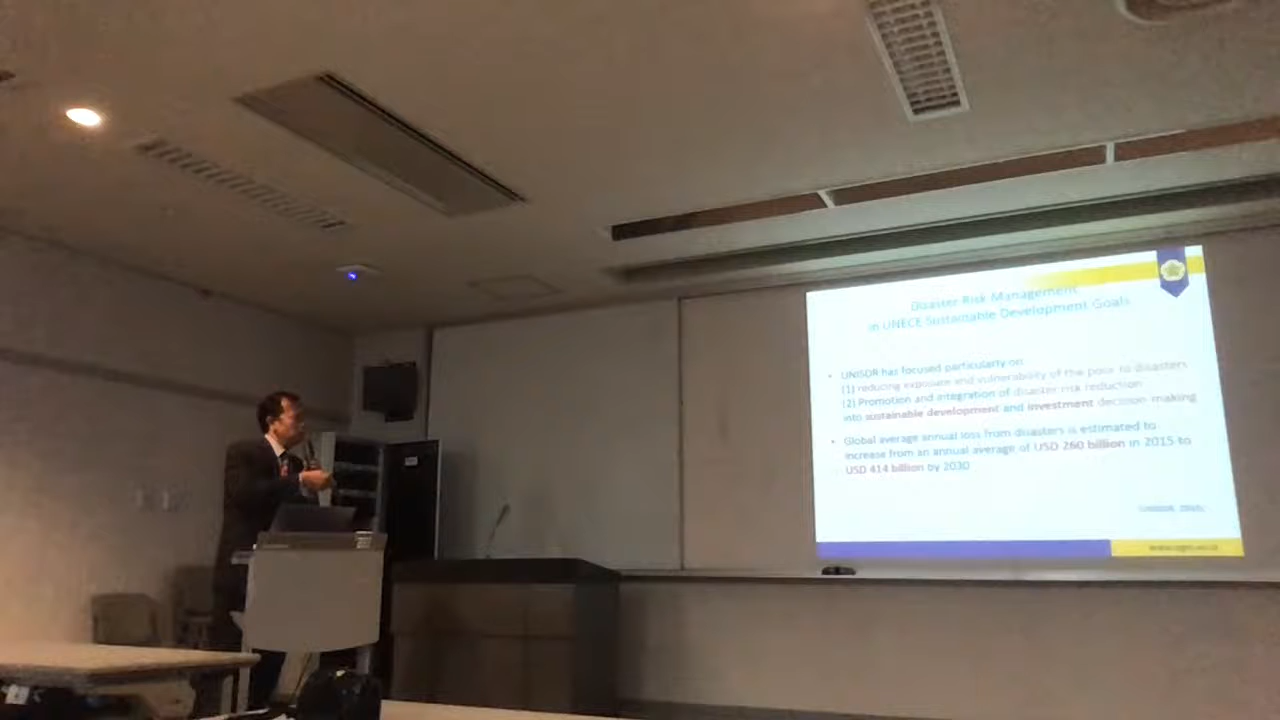 Disaster Risk Management
in UNECE Sustainable Development Goals
• UNISDR has focused particularly on
(1) reducing exposure and vulnerability of the poor to disasters
(2) Promotion and integration of disaster risk reduction
into sustainable development and investment decision-making
• Global average annual loss from disasters is estimated to
increase from an annual average of USD 260 billion in 2015 to
USD 414 billion by 2030
UNISDR,